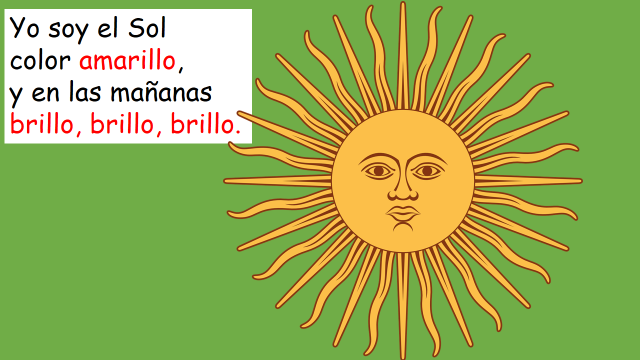 Yo soy el Sol
color amarillo,
y en las mañanas
brillo, brillo, brillo.